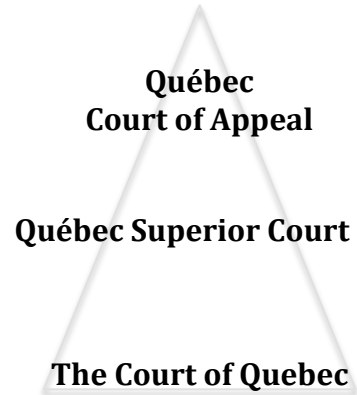 Québec
Court of Appeal
Québec Superior Court
The Court of Quebec